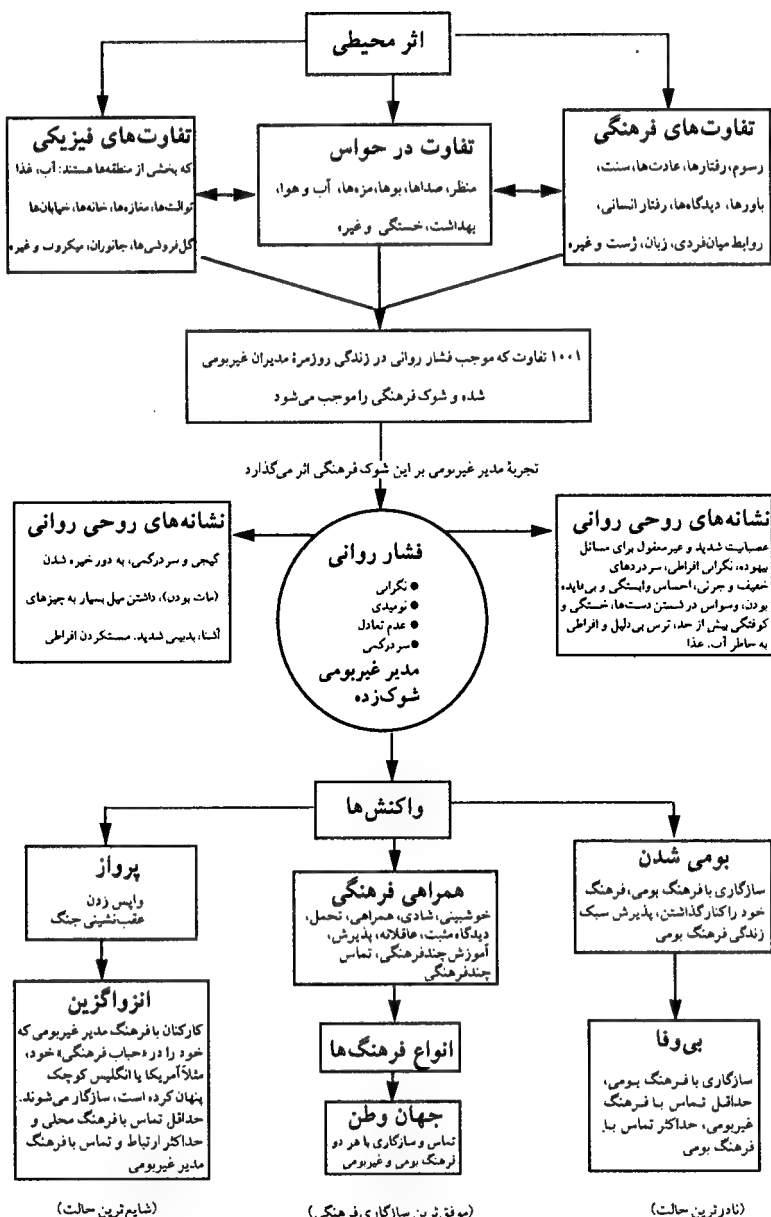 اثر محیطی
تفاوت‌های فرهنگی
رسوم، رفتارها، عادت‌ها، سنت،
باورها، دیدگاه‌ها، رفتار انسانی،
روابط میان‌فردی، زبان، ژست و غیره
تفاوت در حواس
منظر، صداها، بوها، مزه‌ها، آب و هوا،
بهداشت، خستگی و غیره
تفاوت‌های فیزیکی
که بخشی از منطقه‌ها هستند: آب، غذا
توالت‌ها، مغازه‌ها، خانه‌ها، خیابان‌ها
گل‌فروشی‌ها، جانوران، میکروب و غیره
۱۰۰۱ تفاوت که موجب فشار روانی در زندگی روزمرهٔ مدیران غیربومی
شده و شوک فرهنگی را موجب می‌شود
تجربهٔ مدیر غیربومی بر این شوک فرهنگی اثر می‌گذارد
نشانه‌های روحی روانی
عصبانیت شدید و غیرمعقول برای مسائل
بیهوده، نگرانی افراطی، سردردهای
خفیف و جزئی، احساس وابستگی و بی‌فایده
بودن، وسواس در شستن دست‌ها، خستگی و
کوفتگی بیش از حد، ترس بی‌دلیل و افراطی
به خاطر آب، غذا
فشار روانی
● نگرانی
● نومیدی
● عدم تعادل
● سردرگمی
مدیر غیربومی
شوک‌زده
نشانه‌های روحی روانی
گیجی و سردرگمی، به دور خیره شدن
(مات بودن)، داشتن میل بسیار به چیزهای
آشنا، بدبینی شدید. مست‌کردن افراطی
واکنش‌ها
بومی شدن
سازگاری با فرهنگ بومی، فرهنگ
خود را کنار گذاشتن، پذیرش سبک
زندگی فرهنگ بومی
همراهی فرهنگی
خوشبینی، شادی، همراهی، تحمل،
دیدگاه مثبت، عاقلانه، پذیرش،
آموزش چندفرهنگی، تماس
چندفرهنگی
پرواز
واپس زدن
عقب‌نشینی جنگ
بی‌وفا
سازگاری با فرهنگ بومی،
حداقل تماس با فرهنگ
غیربومی، حداکثر تماس با
فرهنگ بومی
انواع فرهنگ‌ها
جهان وطن
تماس و سازگاری با هر دو
فرهنگ بومی و غیربومی
انزواگزین
کارکنان با فرهنگ مدیر غیربومی که
خود را در «حباب فرهنگی» خود،
مثلاً آمریکا یا انگلیس کوچک
پنهان کرده است، سازگار می‌شوند.
حداقل تماس با فرهنگ محلی و
حداکثر ارتباط و تماس با فرهنگ
مدیر غیربومی
(نادرترین حالت)
(موفق‌ترین سازگاری فرهنگی)
(شایع‌ترین حالت)